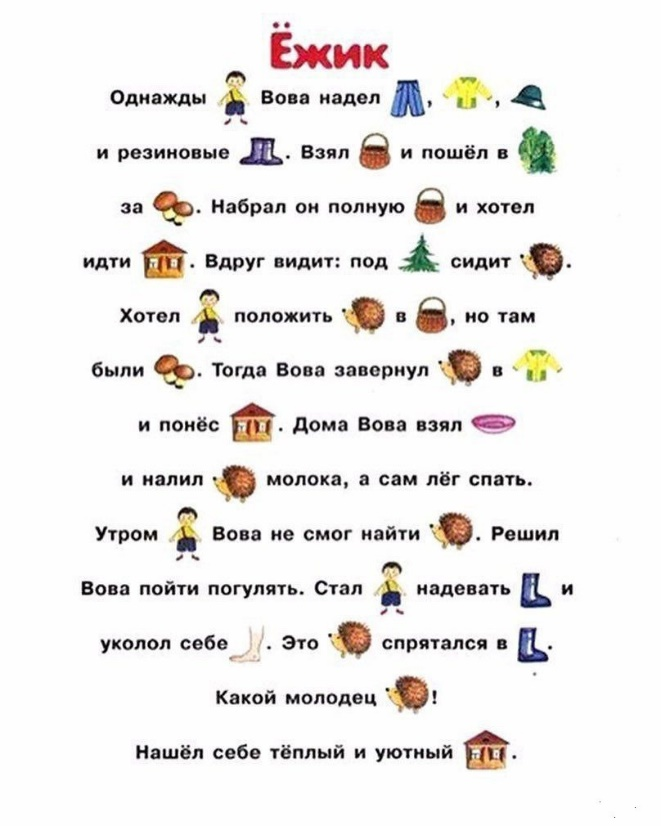 Ёжик
Однажды Вова надел , ,
и резиновые . Взял и пошёл в
за . Набрал он полную и хотел
идти . Вдруг видит: под сидит .
Хотел положить в , но там
были . Тогда Вова завернул в
и понёс . Дома Вова взял
и налил молока, а сам лёг спать.
Утром Вова не смог найти . Решил
Вова пойти погулять. Стал надевать и
уколол себе . Это спрятался в .
Какой молодец !
Нашёл себе тёплый и уютный .